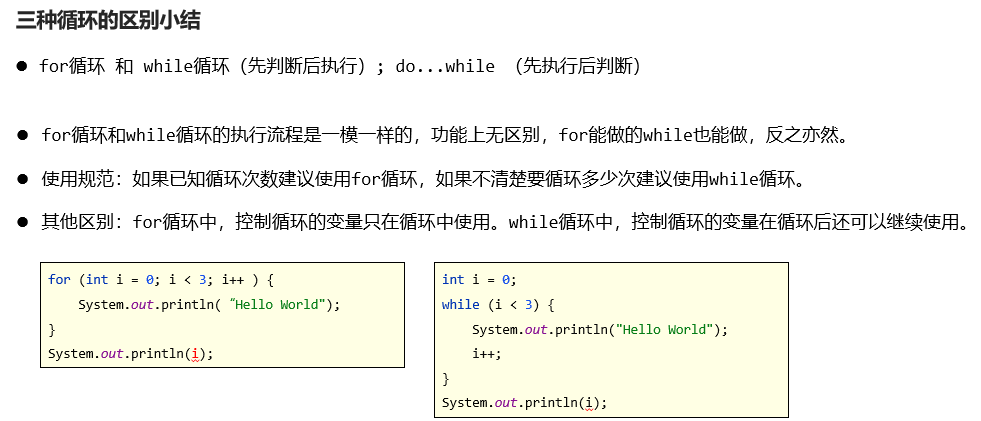 三种循环的区别小结
● for循环 和 while循环（先判断后执行）; do...while （先执行后判断）
● for循环和while循环的执行流程是一模一样的，功能上无区别，for能做的while也能做，反之亦然。
● 使用规范：如果已知循环次数建议使用for循环，如果不清楚要循环多少次建议使用while循环。
● 其他区别：for循环中，控制循环的变量只在循环中使用。while循环中，控制循环的变量在循环后还可以继续使用。
for (int i = 0; i < 3; i++ ) {
    System.out.println( “Hello World");
}
System.out.println(i);
int i = 0;
while (i < 3) {
    System.out.println("Hello World");
    i++;
}
System.out.println(i);